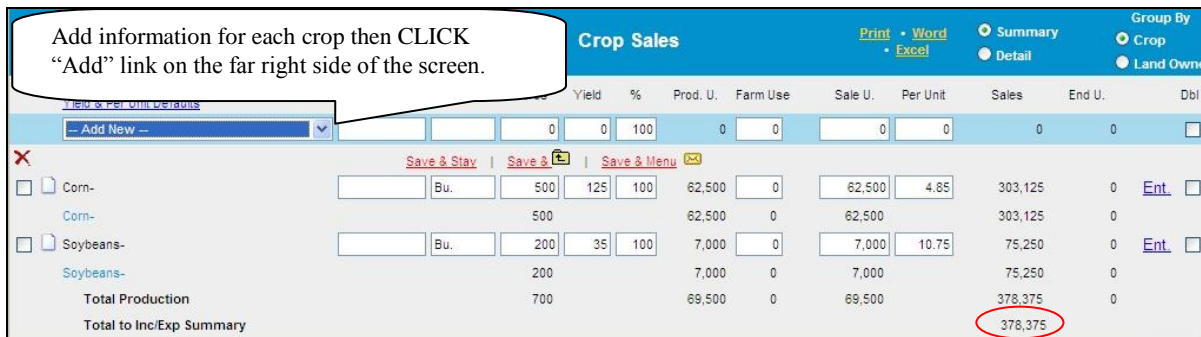 Add information for each crop then CLICK
“Add” link on the far right side of the screen.
Crop Sales
Print • Word
• Excel
Summary
Detail
Group By
Crop
Land Owne
Yield & Per Unit Defaults
Yield % Prod. U. Farm Use Sale U. Per Unit Sales End U. Dbl
-- Add New -- 0 0 100 0 0 0 0 0 0
Save & Stay | Save & | Save & Menu
Corn- Bu. 500 125 100 62,500 0 62,500 4.85 303,125 0 Ent.
Corn- 500 62,500 0 62,500 303,125 0
Soybeans- Bu. 200 35 100 7,000 0 7,000 10.75 75,250 0 Ent.
Soybeans- 200 7,000 0 7,000 75,250 0
Total Production 700 69,500 0 69,500 378,375 0
Total to Inc/Exp Summary 378,375